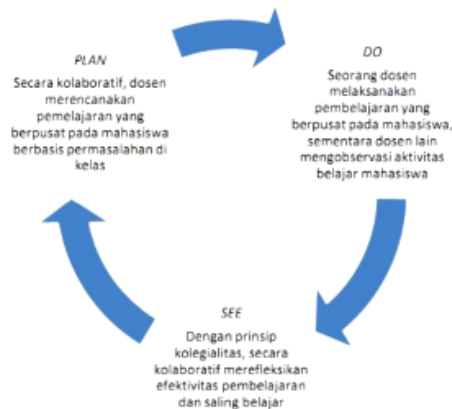 PLAN
Secara kolaboratif, dosen
merencanakan
pemelajaran yang
berpusat pada mahasiswa
berbasis permasalahan di
kelas
DO
Seorang dosen
melaksanakan
pembelajaran yang
berpusat pada mahasiswa,
sementara dosen lain
mengobservasi aktivitas
belajar mahasiswa
SEE
Dengan prinsip
kolegialitas, secara
kolaboratif merefleksikan
efektivitas pembelajaran
dan saling belajar